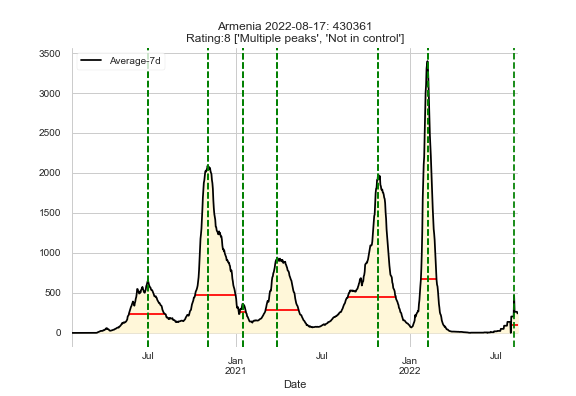 Armenia 2022-08-17: 430361
Rating:8 ['Multiple peaks', 'Not in control']
Average-7d
3500
3000
2500
2000
1500
1000
500
0
Jul
Jan
2021
Jul
Jan
2022
Jul
Date